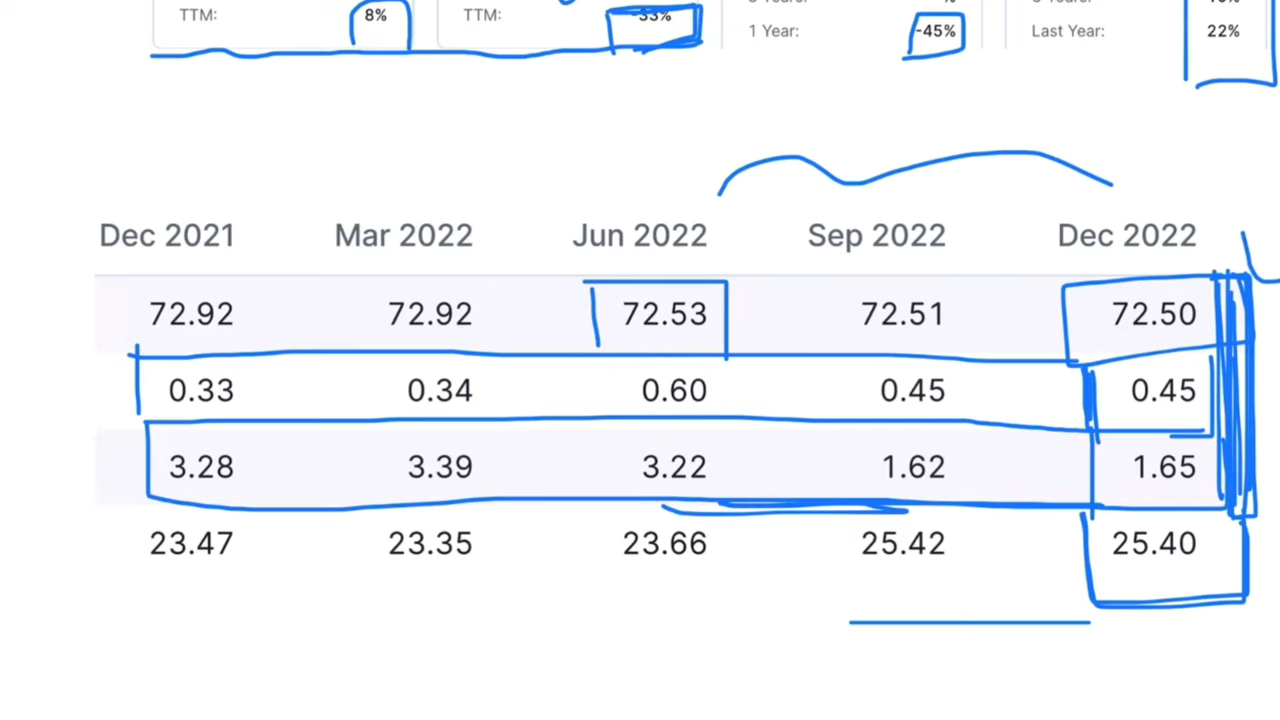 TTM: 8% TTM: -33%
1 Year: -45% Last Year: 22%
Dec 2021 Mar 2022 Jun 2022 Sep 2022 Dec 2022
72.92 72.92 72.53 72.51 72.50
0.33 0.34 0.60 0.45 0.45
3.28 3.39 3.22 1.62 1.65
23.47 23.35 23.66 25.42 25.40